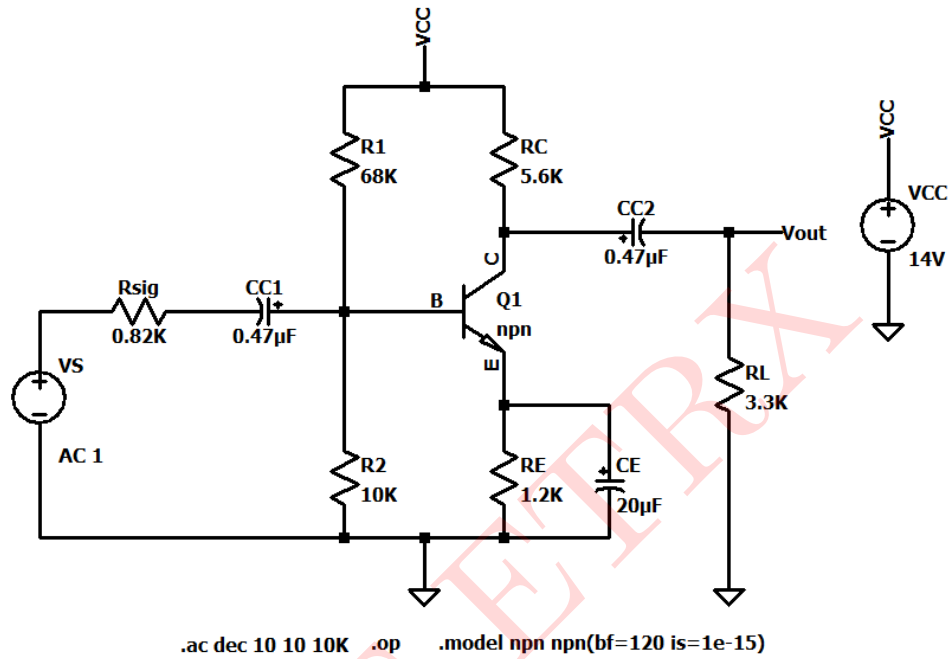 VCC
R1
68K
RC
5.6K
CC2
0.47µF
Vout
VCC
VCC
14V
Rsig
0.82K
CC1
0.47µF
B
C
Q1
npn
E
VS
AC 1
R2
10K
RE
1.2K
CE
20µF
RL
3.3K
.ac dec 10 10 10K .op .model npn npn(bf=120 is=1e-15)
ETRX